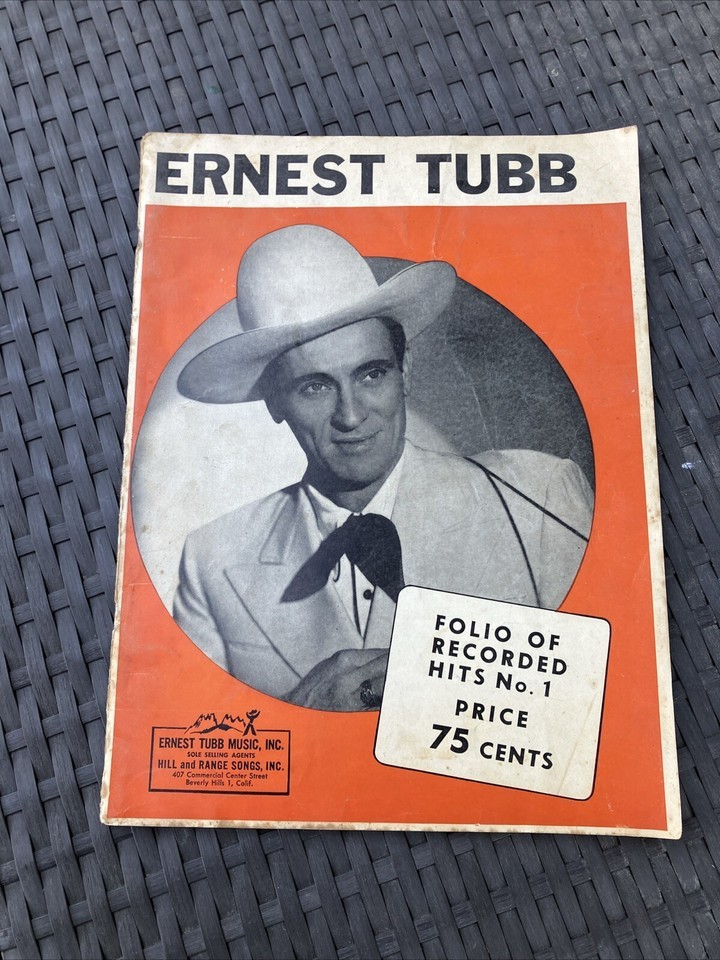 ERNEST TUBB
FOLIO OF
RECORDED
HITS No. 1
PRICE
75 CENTS
ERNEST TUBB MUSIC, INC.
SOLE SELLING AGENTS
HILL and RANGE SONGS, INC.
407 Commercial Center Street
Beverly Hills 1, Calif.